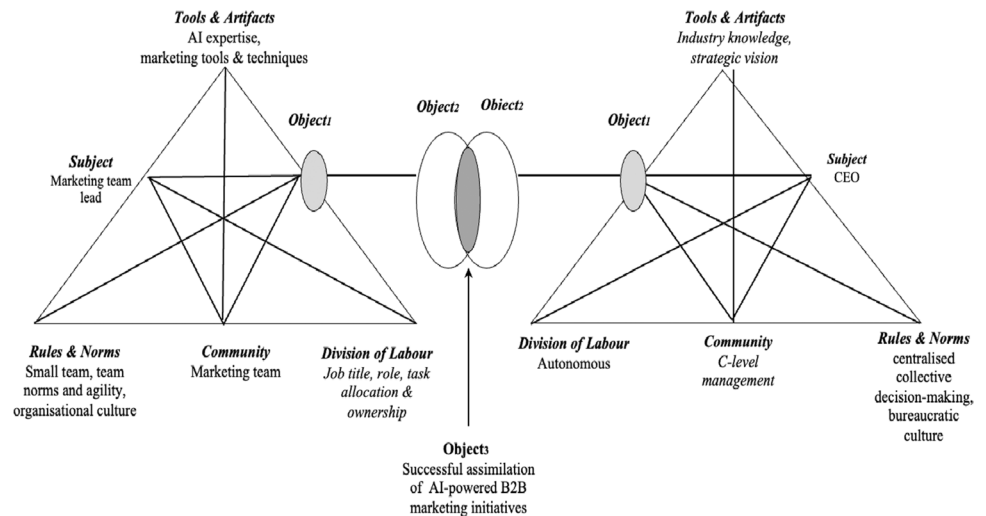 Tools & Artifacts
AI expertise,
marketing tools & techniques
Tools & Artifacts
Industry knowledge,
strategic vision
Object1
Object2
Obiect2
Object1
Subject
Marketing team
lead
Subject
CEO
Rules & Norms
Small team, team
norms and agility,
organisational culture
Community
Marketing team
Division of Labour
Job title, role, task
allocation &
ownership
Division of Labour
Autonomous
Community
C-level
management
Rules & Norms
centralised
collective
decision-making,
bureaucratic
culture
Object3
Successful assimilation
of AI-powered B2B
marketing initiatives